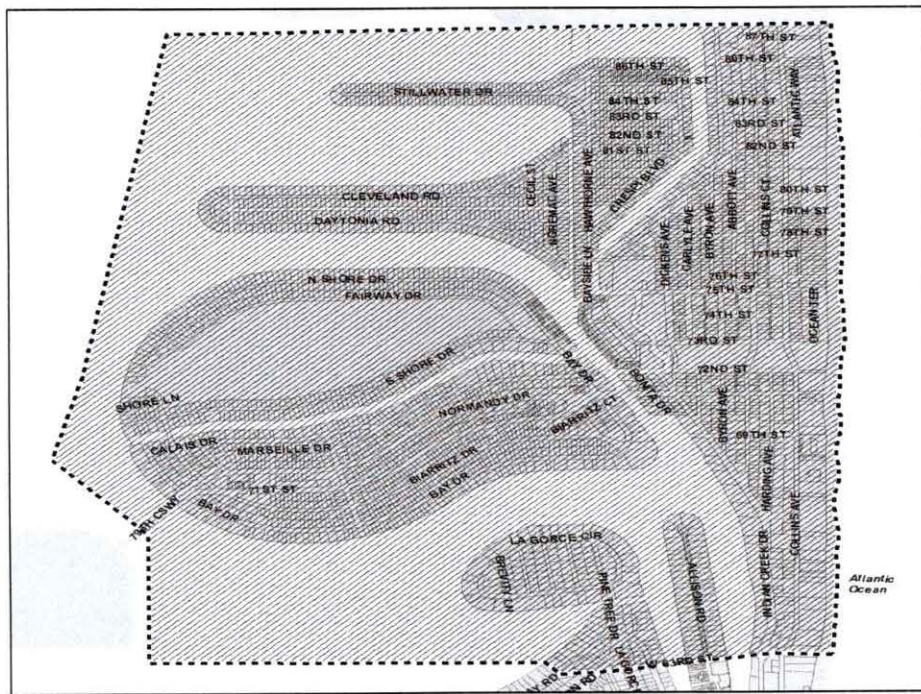 87TH ST
86TH ST
86TH ST
85TH ST
STILLWATER DR
84TH ST
84TH ST
ATLANTIC WAY
83RD ST
83RD ST
82ND ST
82ND ST
81ST ST
CECIL ST
NOREMAC AVE
HAWTHORNE AVE
CRESPI BLVD
CLEVELAND RD
DAYTONIA RD
BAYSIDE LN
DICKENS AVE
CARLYLE AVE
BYRON AVE
ABBOTT AVE
COLLINS CT
80TH ST
79TH ST
78TH ST
77TH ST
76TH ST
75TH ST
74TH ST
73RD ST
72ND ST
OCEAN TER
N SHORE DR
FAIRWAY DR
S SHORE DR
BAY DR
BONITA DR
SHORE LN
NORMANDY DR
CALAIS DR
MARSEILLE DR
BIARRITZ CT
BIARRITZ DR
BAY DR
BYRON AVE
69TH ST
HARDING AVE
COLLINS AVE
71ST ST
79TH CSWY
BAY DR
LA GORCE CIR
BREVITY LN
PINE TREE DR
ALLISON RD
INDIAN CREEK DR
Atlantic
Ocean
W 63RD ST